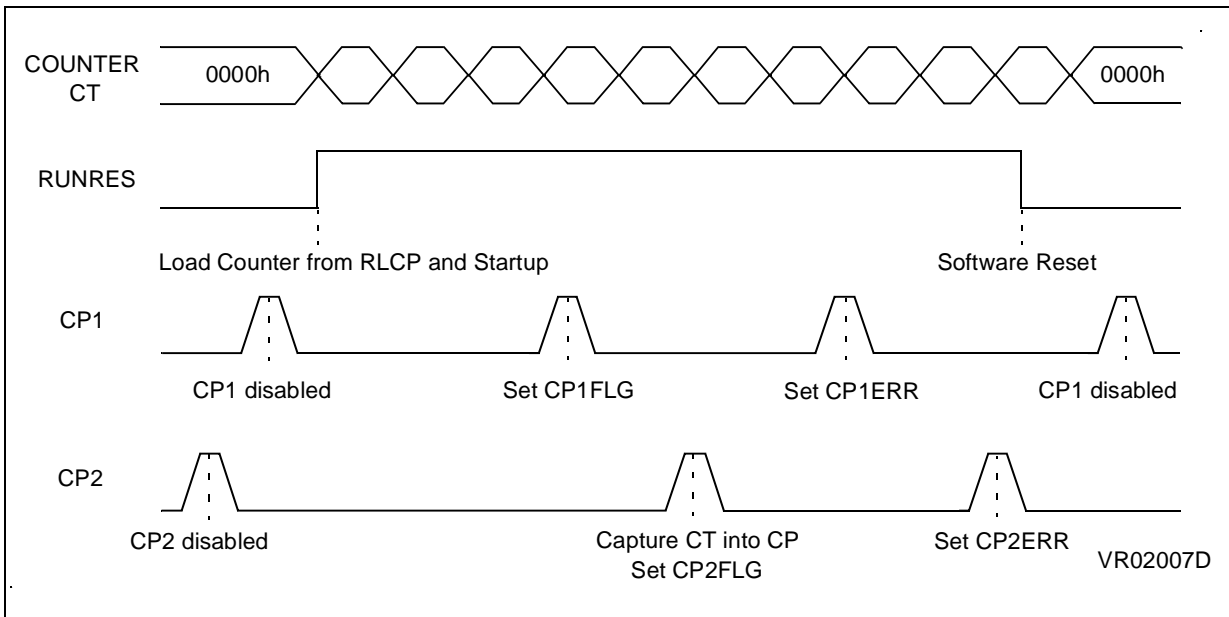 COUNTER
CT
0000h
0000h
RUNRES
Load Counter from RLCP and Startup
Software Reset
CP1
CP1 disabled
Set CP1FLG
Set CP1ERR
CP1 disabled
CP2
CP2 disabled
Capture CT into CP
Set CP2FLG
Set CP2ERR
VR02007D